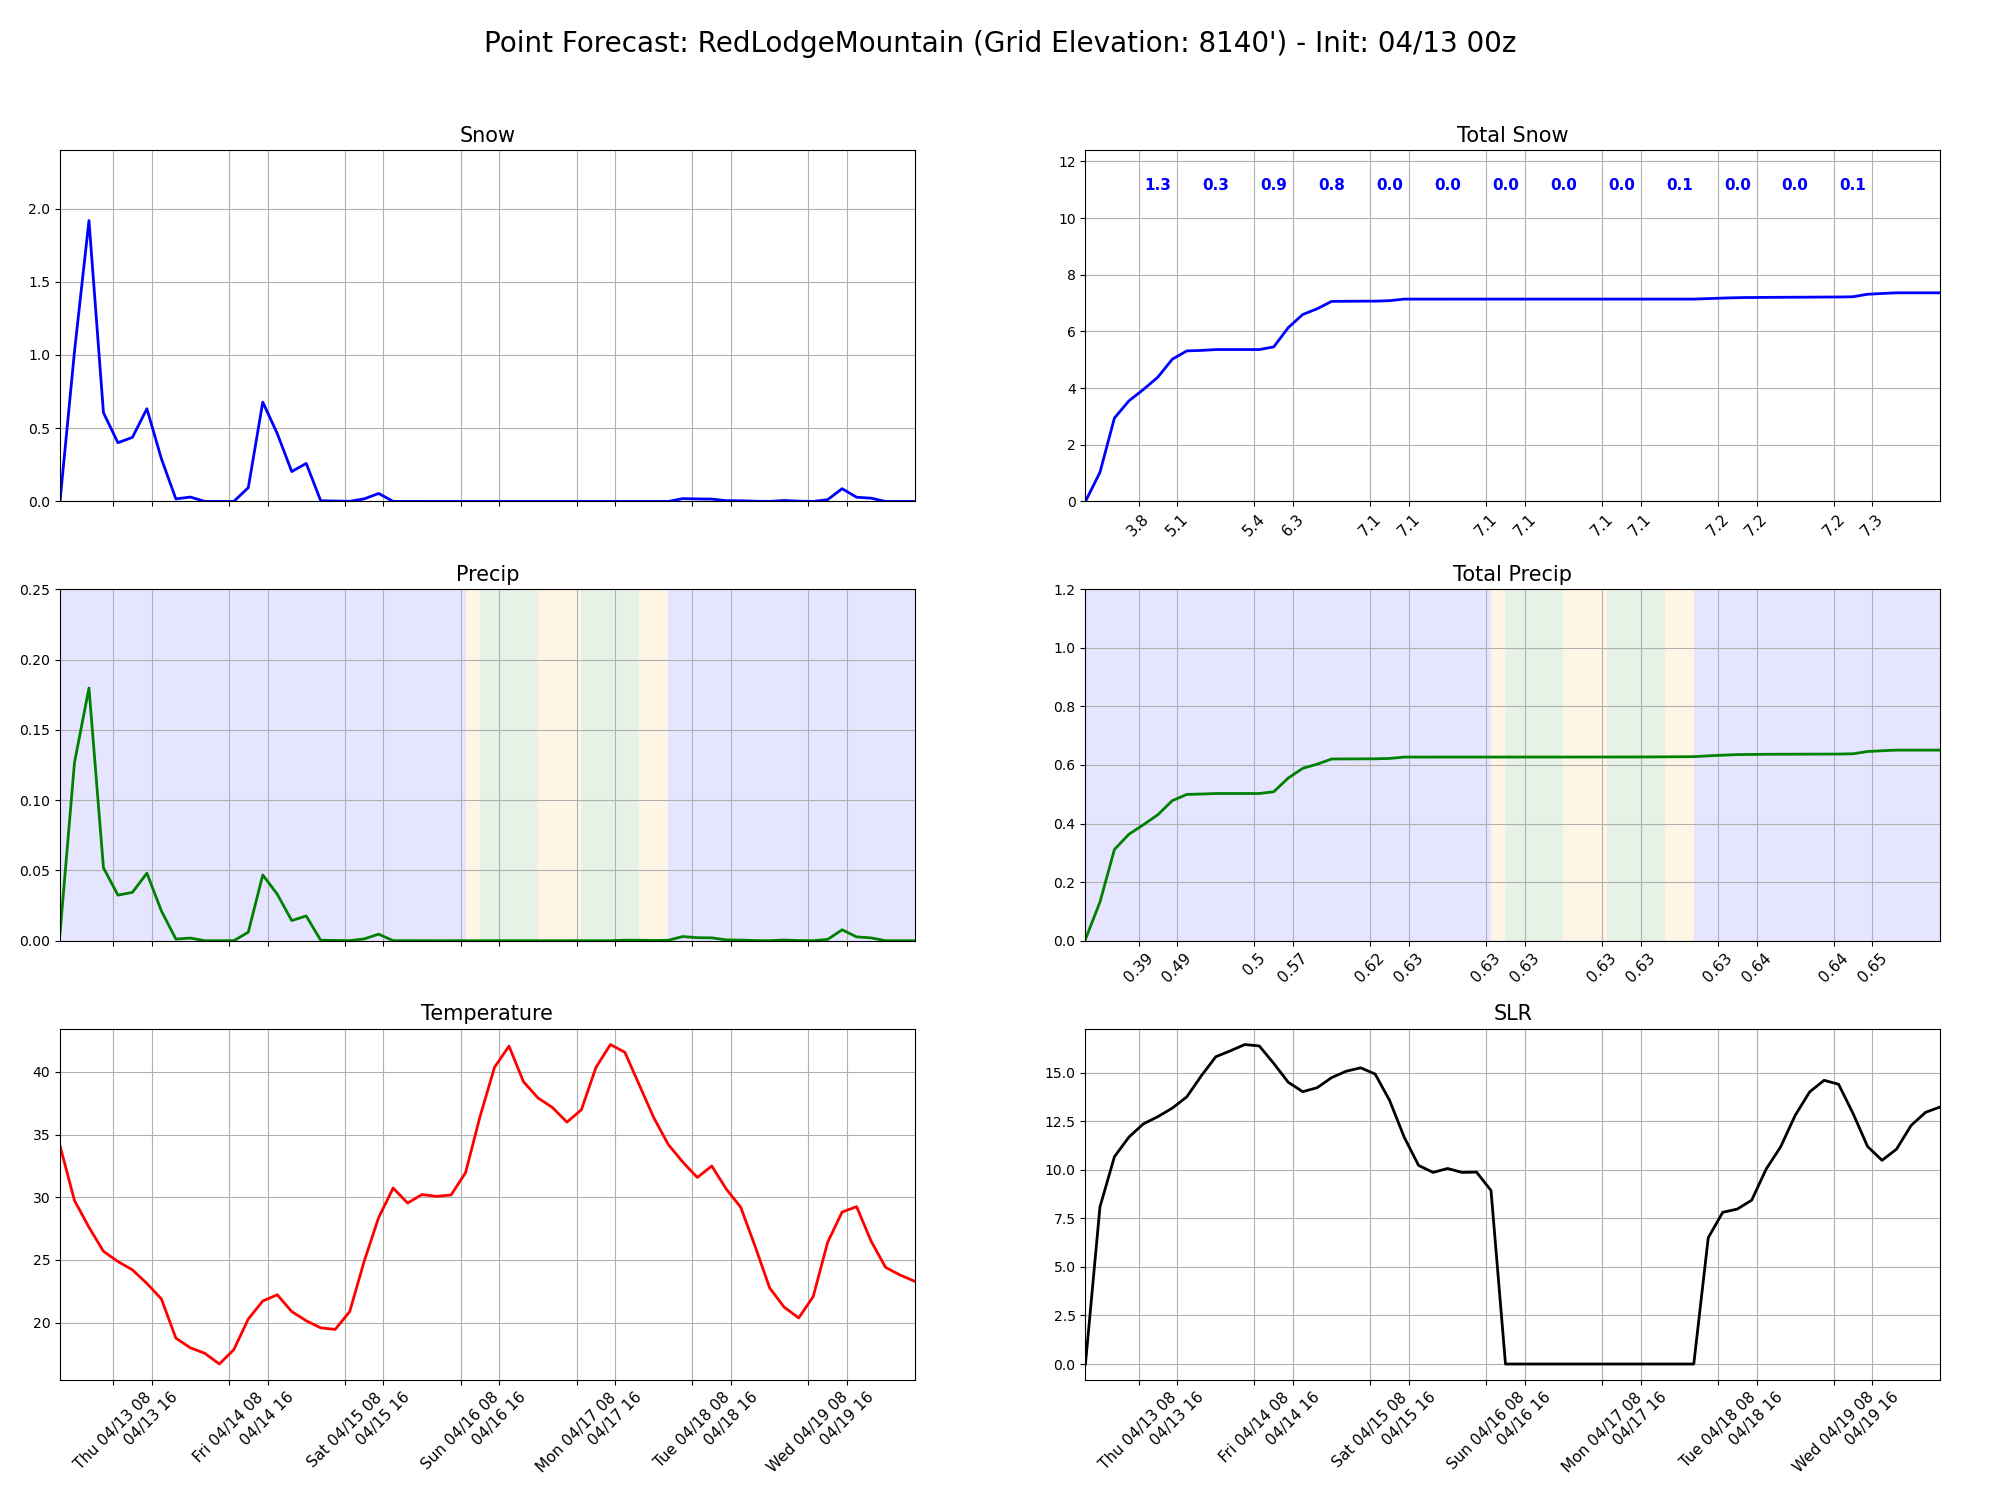 Point Forecast: RedLodgeMountain (Grid Elevation: 8140') - Init: 04/13 00z
Snow
2.0
1.5
1.0
0.5
0.0
Total Snow
12
10
8
6
4
2
0
1.3 0.3 0.9 0.8 0.0 0.0 0.0 0.0 0.0 0.1 0.0 0.0 0.1
3.8 5.1 5.4 6.3 7.1 7.1 7.1 7.1 7.1 7.1 7.2 7.2 7.2 7.3
Precip
0.25
0.20
0.15
0.10
0.05
0.00
Total Precip
1.2
1.0
0.8
0.6
0.4
0.2
0.0
0.39 0.49 0.5 0.57 0.62 0.63 0.63 0.63 0.63 0.63 0.63 0.64 0.64 0.65
Temperature
40
35
30
25
20
Thu 04/13 08
04/13 16
Fri 04/14 08
04/14 16
Sat 04/15 08
04/15 16
Sun 04/16 08
04/16 16
Mon 04/17 08
04/17 16
Tue 04/18 08
04/18 16
Wed 04/19 08
04/19 16
SLR
15.0
12.5
10.0
7.5
5.0
2.5
0.0
Thu 04/13 08
04/13 16
Fri 04/14 08
04/14 16
Sat 04/15 08
04/15 16
Sun 04/16 08
04/16 16
Mon 04/17 08
04/17 16
Tue 04/18 08
04/18 16
Wed 04/19 08
04/19 16